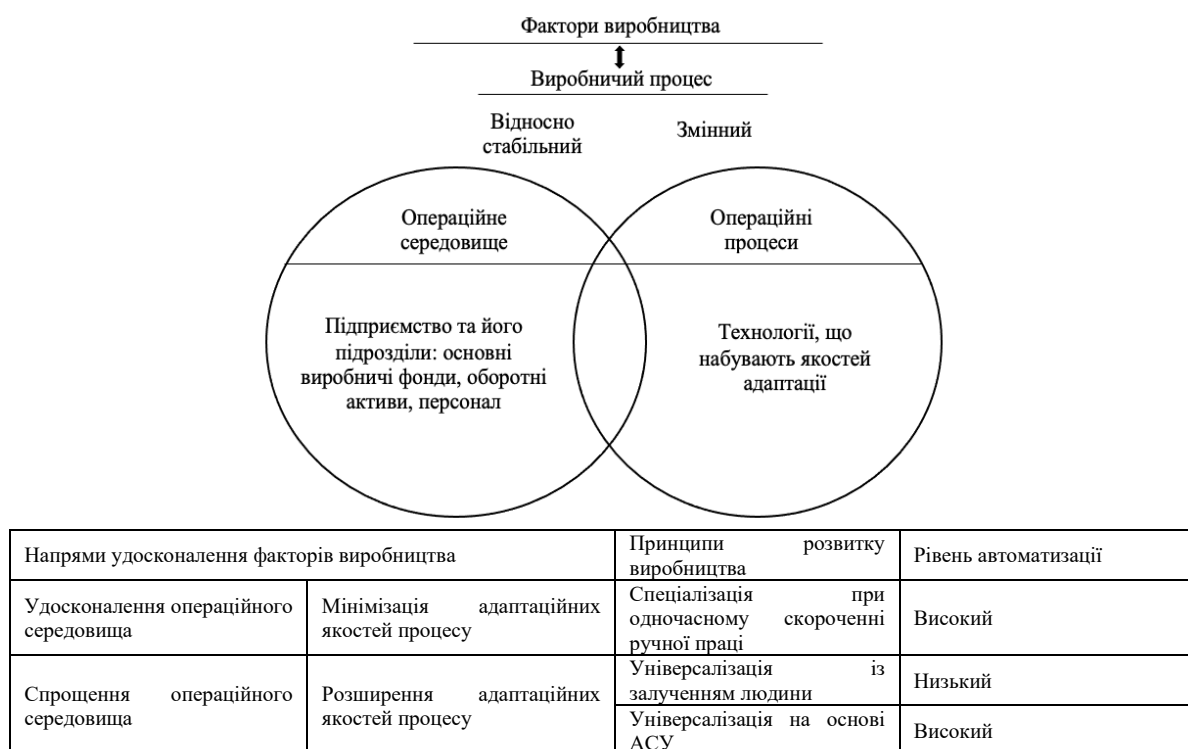 Фактори виробництва
Виробничий процес
Відносно
стабільний
Змінний
Операційне
середовище
Операційні
процеси
Підприємство та його
підрозділи: основні
виробничі фонди, оборотні
активи, персонал
Технології, що
набувають якостей
адаптації
Напрями удосконалення факторів виробництва
Принципи розвитку
виробництва
Рівень автоматизації
Удосконалення операційного
середовища
Мінімізація адаптаційних
якостей процесу
Спеціалізація при
одночасному скороченні
ручної праці
Високий
Спрощення операційного
середовища
Розширення адаптаційних
якостей процесу
Універсалізація із
залученням людини
Низький
Універсалізація на основі
АСУ
Високий